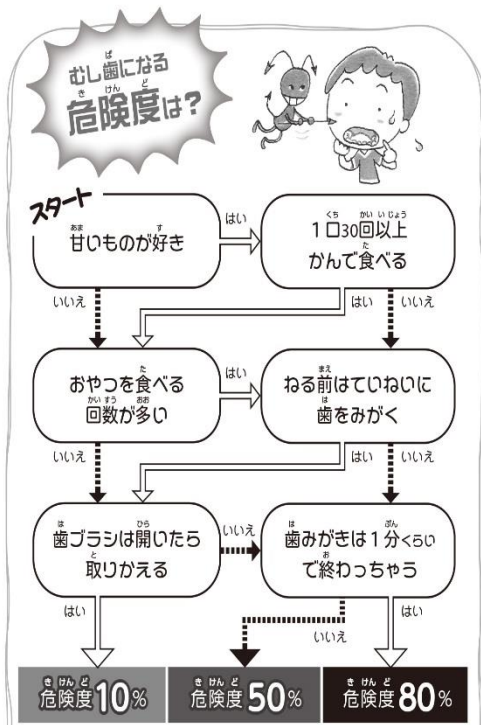 むし歯になる
危険度は？
スタート
甘いものが好き
はい
1口30回以上
かんで食べる
いいえ
はい
いいえ
おやつを食べる
回数が多い
はい
ねる前はていねいに
歯をみがく
いいえ
はい
いいえ
歯ブラシは開いたら
取りかえる
いいえ
歯みがきは1分くらい
で終わっちゃう
はい
いいえ
はい
危険度10%
危険度50%
危険度80%